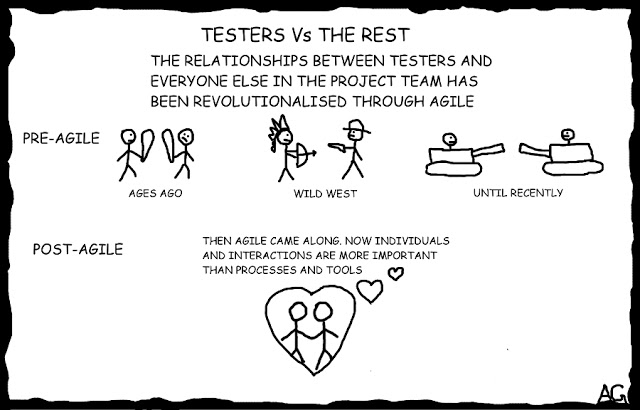 TESTERS Vs THE REST
THE RELATIONSHIPS BETWEEN TESTERS AND
EVERYONE ELSE IN THE PROJECT TEAM HAS
BEEN REVOLUTIONALISED THROUGH AGILE
PRE-AGILE
AGES AGO
WILD WEST
UNTIL RECENTLY
POST-AGILE
THEN AGILE CAME ALONG. NOW INDIVIDUALS
AND INTERACTIONS ARE MORE IMPORTANT
THAN PROCESSES AND TOOLS
AG